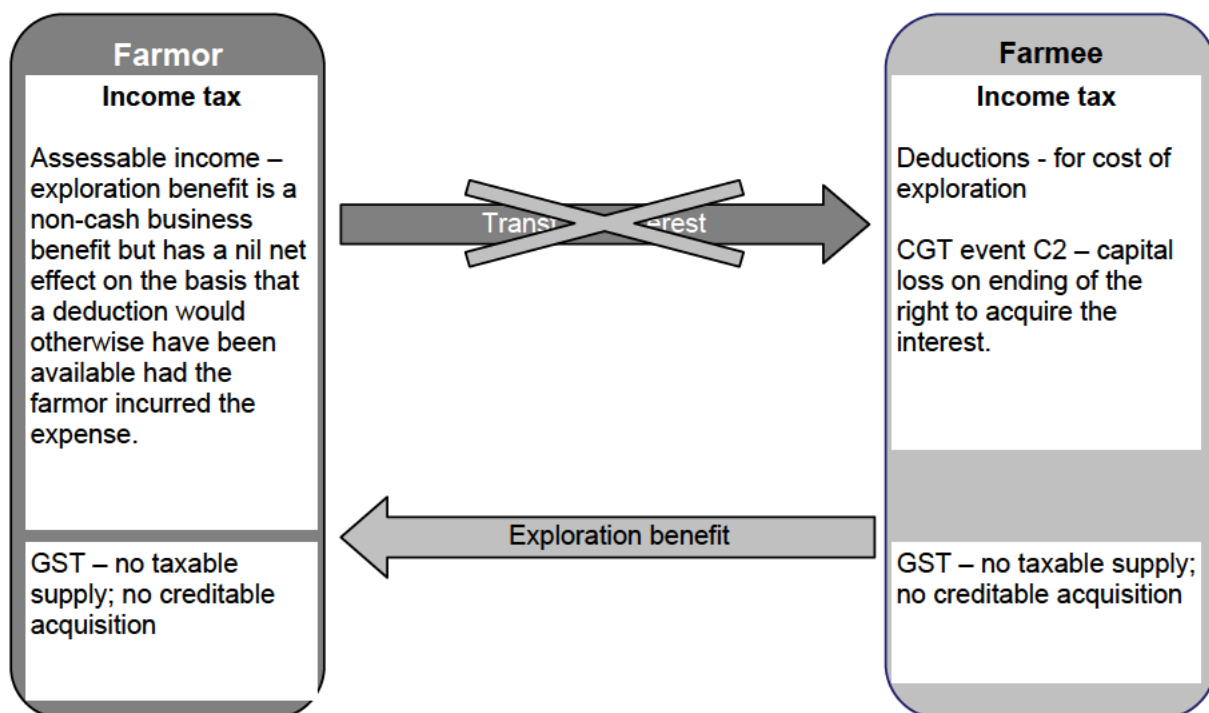 Farmor
Income tax
Assessable income –
exploration benefit is a
non-cash business
benefit but has a nil net
effect on the basis that
a deduction would
otherwise have been
available had the
farmor incurred the
expense.
GST – no taxable
supply; no creditable
acquisition
Exploration benefit
Farmee
Income tax
Deductions - for cost of
exploration
CGT event C2 – capital
loss on ending of the
right to acquire the
interest.
GST – no taxable supply;
no creditable acquisition